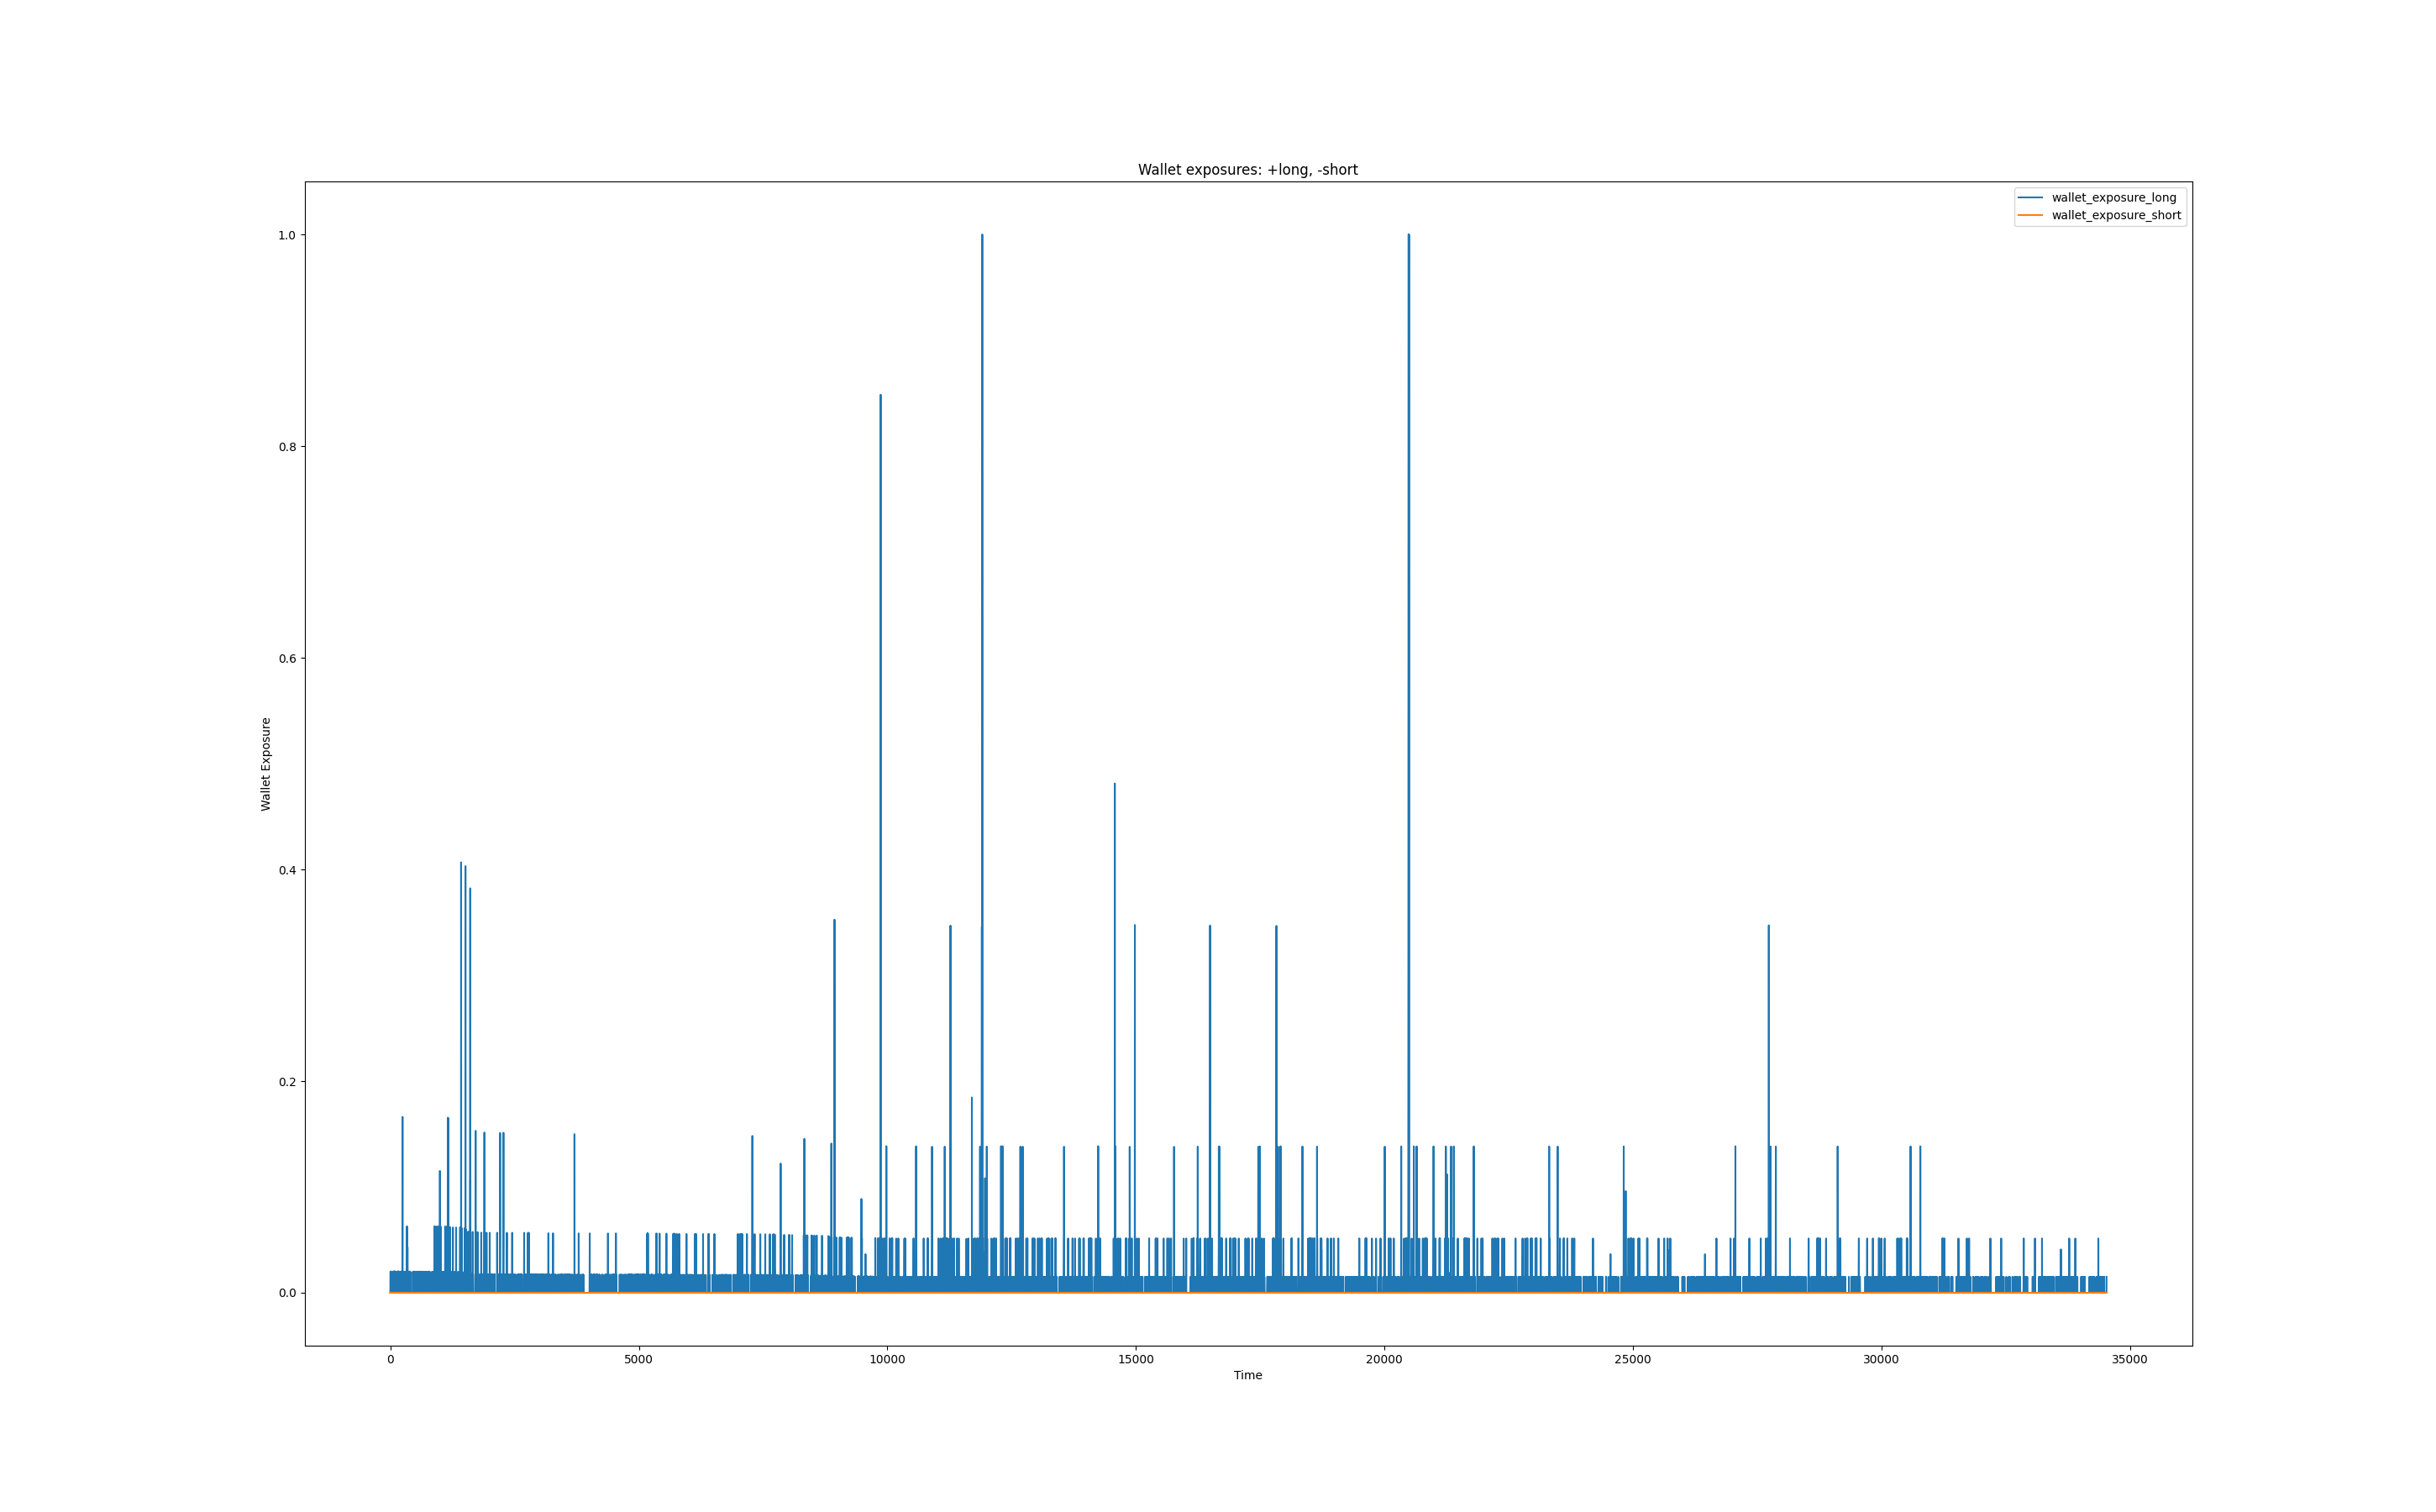 Wallet exposures: +long, -short
wallet_exposure_long
wallet_exposure_short
1.0
0.8
0.6
0.4
0.2
0.0
Wallet Exposure
0 5000 10000 15000 20000 25000 30000 35000
Time